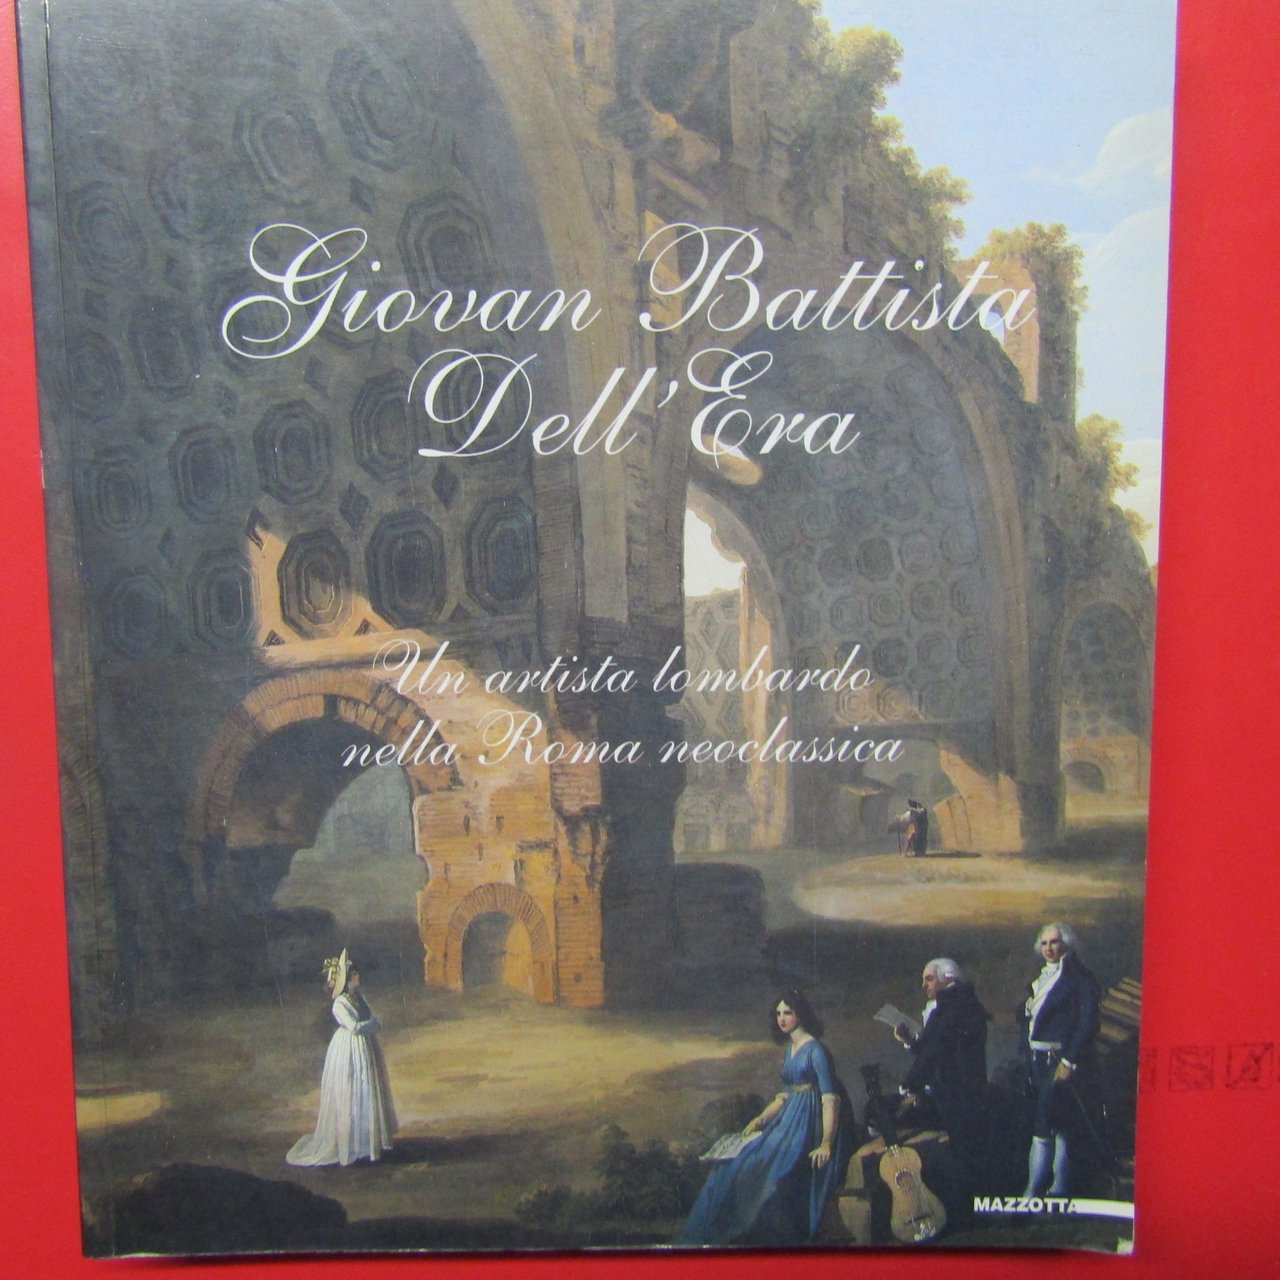 Giovan Battista
Dell'Era
Un artista lombardo
nella Roma neoclassica
MAZZOTTA